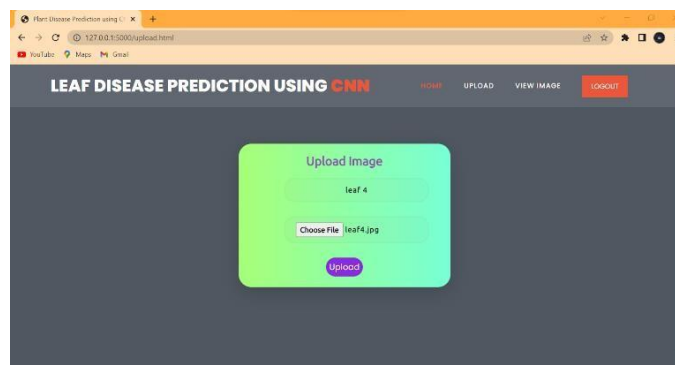 Plant Disease Prediction using C
127.0.0.1:5000/upload.html
YouTube Maps Gmail
LEAF DISEASE PREDICTION USING CNN HOME UPLOAD VIEW IMAGE LOGOUT
Upload Image
leaf 4
Choose File leaf4.jpg
Upload